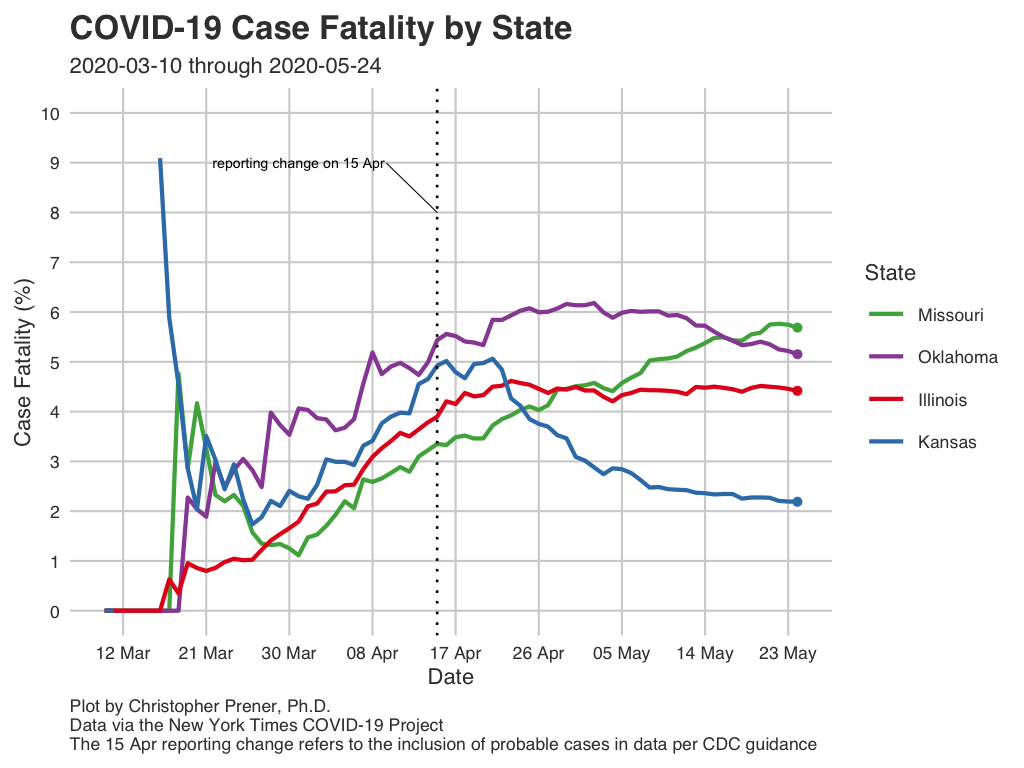 COVID-19 Case Fatality by State
2020-03-10 through 2020-05-24
Case Fatality (%)
10
9
8
7
6
5
4
3
2
1
0
reporting change on 15 Apr
12 Mar
21 Mar
30 Mar
08 Apr
17 Apr
26 Apr
05 May
14 May
23 May
Date
State
Missouri
Oklahoma
Illinois
Kansas
Plot by Christopher Prener, Ph.D.
Data via the New York Times COVID-19 Project
The 15 Apr reporting change refers to the inclusion of probable cases in data per CDC guidance